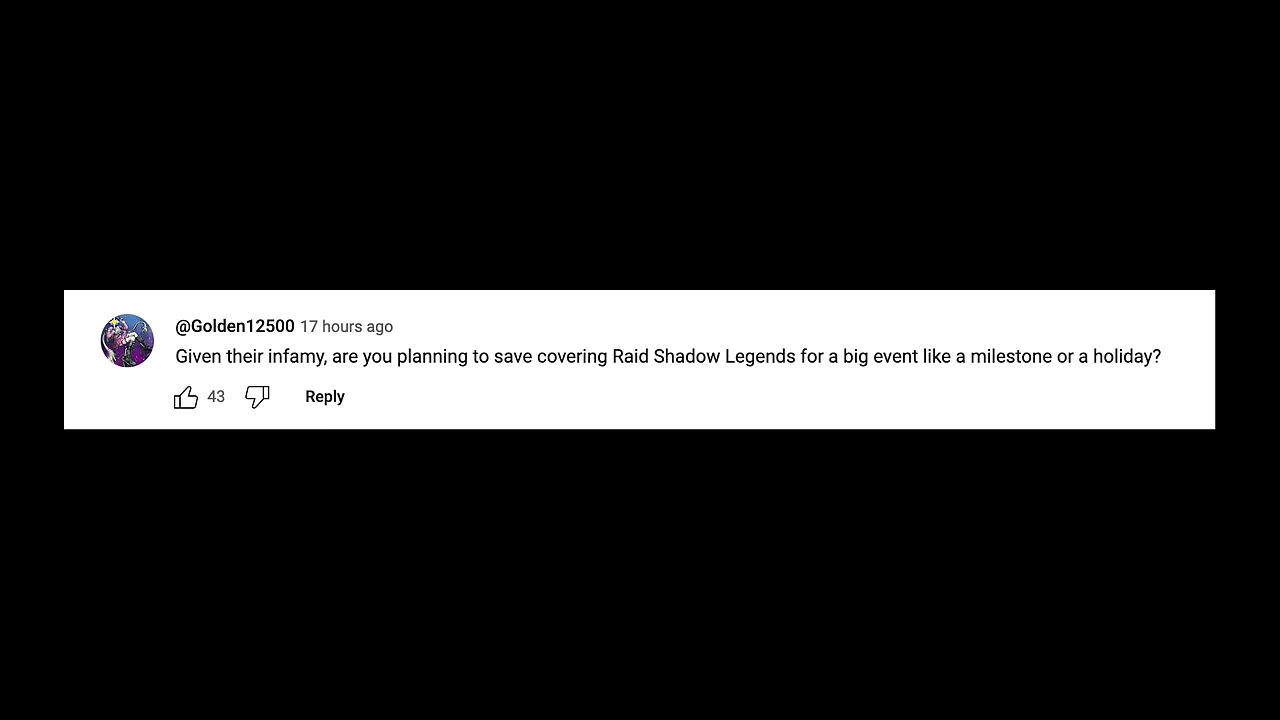 @Golden12500 17 hours ago
Given their infamy, are you planning to save covering Raid Shadow Legends for a big event like a milestone or a holiday?
43 Reply